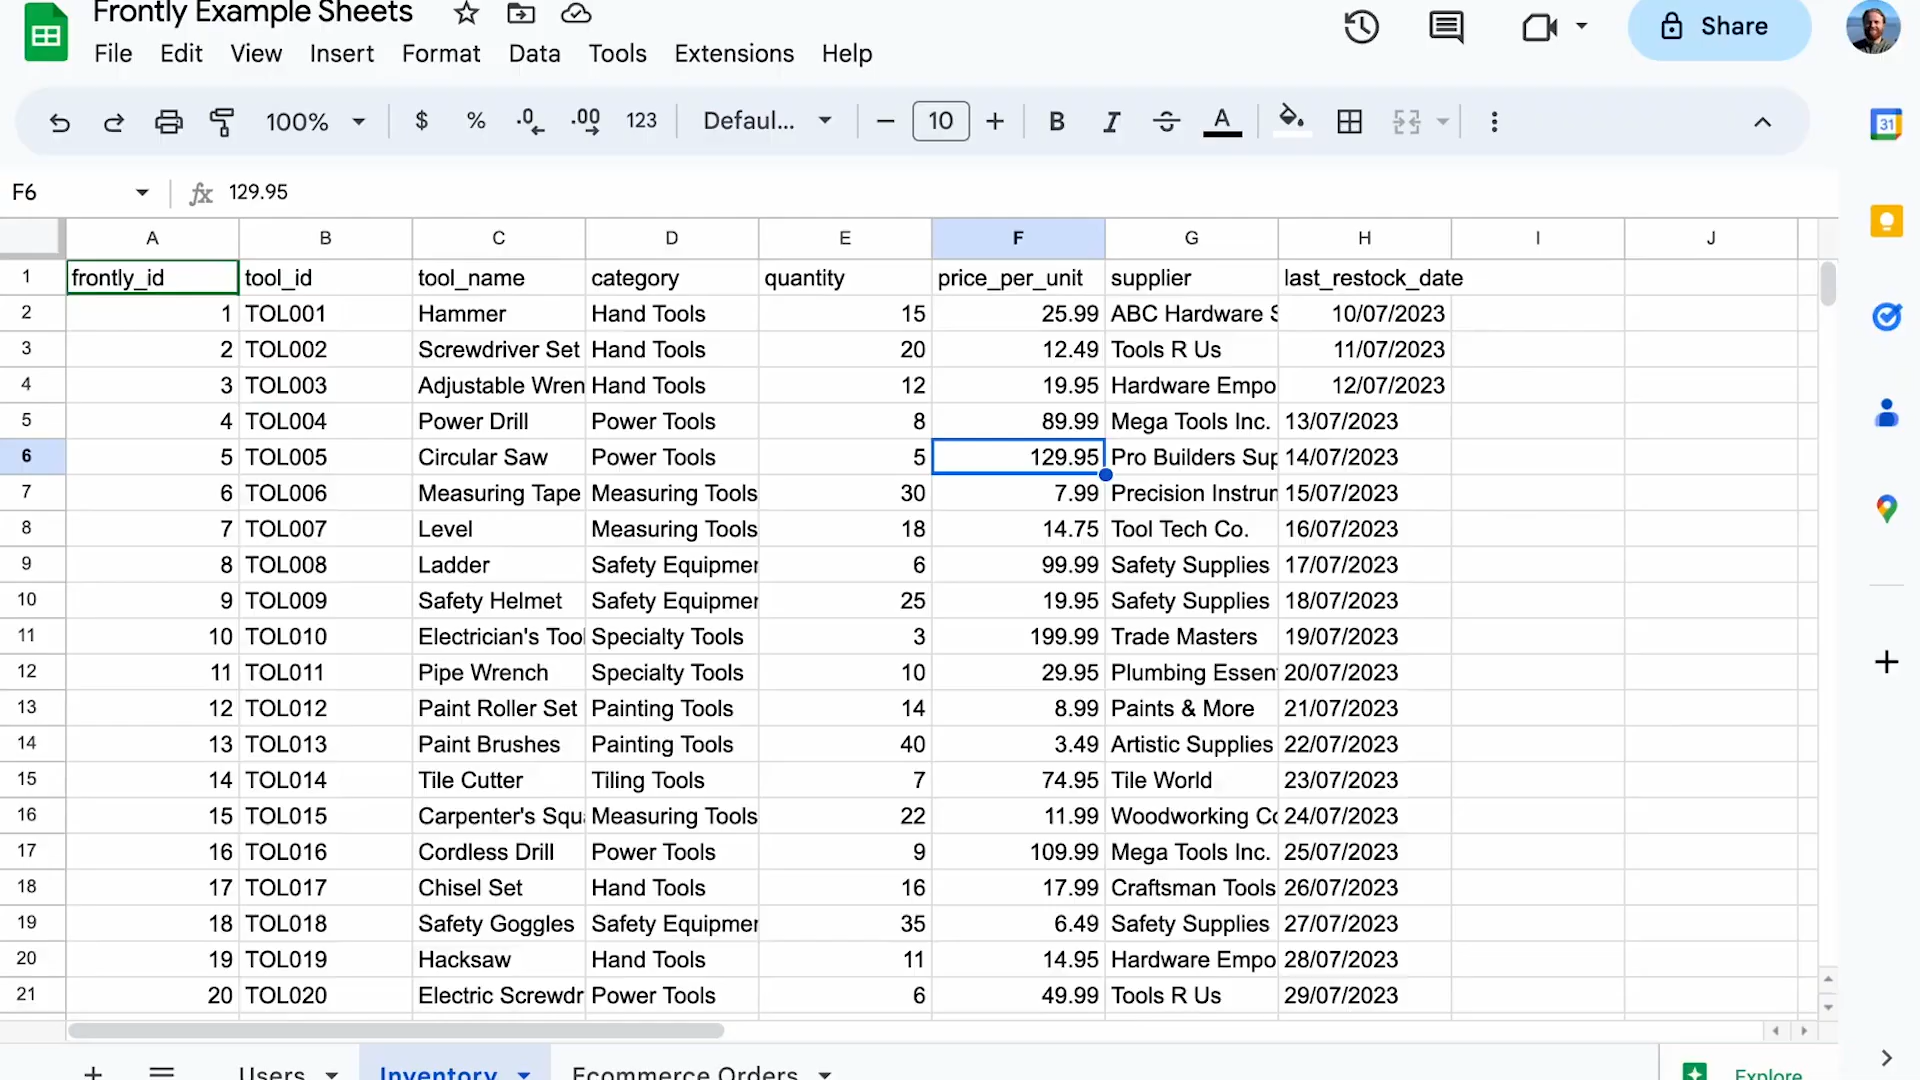 Frontly Example Sheets
File Edit View Insert Format Data Tools Extensions Help
Share
100% $ % .0 .00 123 Defaul... 10 B I A
31
F6 fx 129.95
A B C D E F G H I J
1 frontly_id tool_id tool_name category quantity price_per_unit supplier last_restock_date
2 1 TOL001 Hammer Hand Tools 15 25.99 ABC Hardware S 10/07/2023
3 2 TOL002 Screwdriver Set Hand Tools 20 12.49 Tools R Us 11/07/2023
4 3 TOL003 Adjustable Wren Hand Tools 12 19.95 Hardware Empo 12/07/2023
5 4 TOL004 Power Drill Power Tools 8 89.99 Mega Tools Inc. 13/07/2023
6 5 TOL005 Circular Saw Power Tools 5 129.95 Pro Builders Sup 14/07/2023
7 6 TOL006 Measuring Tape Measuring Tools 30 7.99 Precision Instrum 15/07/2023
8 7 TOL007 Level Measuring Tools 18 14.75 Tool Tech Co. 16/07/2023
9 8 TOL008 Ladder Safety Equipmen 6 99.99 Safety Supplies 17/07/2023
10 9 TOL009 Safety Helmet Safety Equipmen 25 19.95 Safety Supplies 18/07/2023
11 10 TOL010 Electrician's Tool Specialty Tools 3 199.99 Trade Masters 19/07/2023
12 11 TOL011 Pipe Wrench Specialty Tools 10 29.95 Plumbing Essen 20/07/2023
13 12 TOL012 Paint Roller Set Painting Tools 14 8.99 Paints & More 21/07/2023
14 13 TOL013 Paint Brushes Painting Tools 40 3.49 Artistic Supplies 22/07/2023
15 14 TOL014 Tile Cutter Tiling Tools 7 74.95 Tile World 23/07/2023
16 15 TOL015 Carpenter's Squ Measuring Tools 22 11.99 Woodworking Co 24/07/2023
17 16 TOL016 Cordless Drill Power Tools 9 109.99 Mega Tools Inc. 25/07/2023
18 17 TOL017 Chisel Set Hand Tools 16 17.99 Craftsman Tools 26/07/2023
19 18 TOL018 Safety Goggles Safety Equipmen 35 6.49 Safety Supplies 27/07/2023
20 19 TOL019 Hacksaw Hand Tools 11 14.95 Hardware Empo 28/07/2023
21 20 TOL020 Electric Screwdr Power Tools 6 49.99 Tools R Us 29/07/2023
Users Inventory Ecommerce Orders Explore